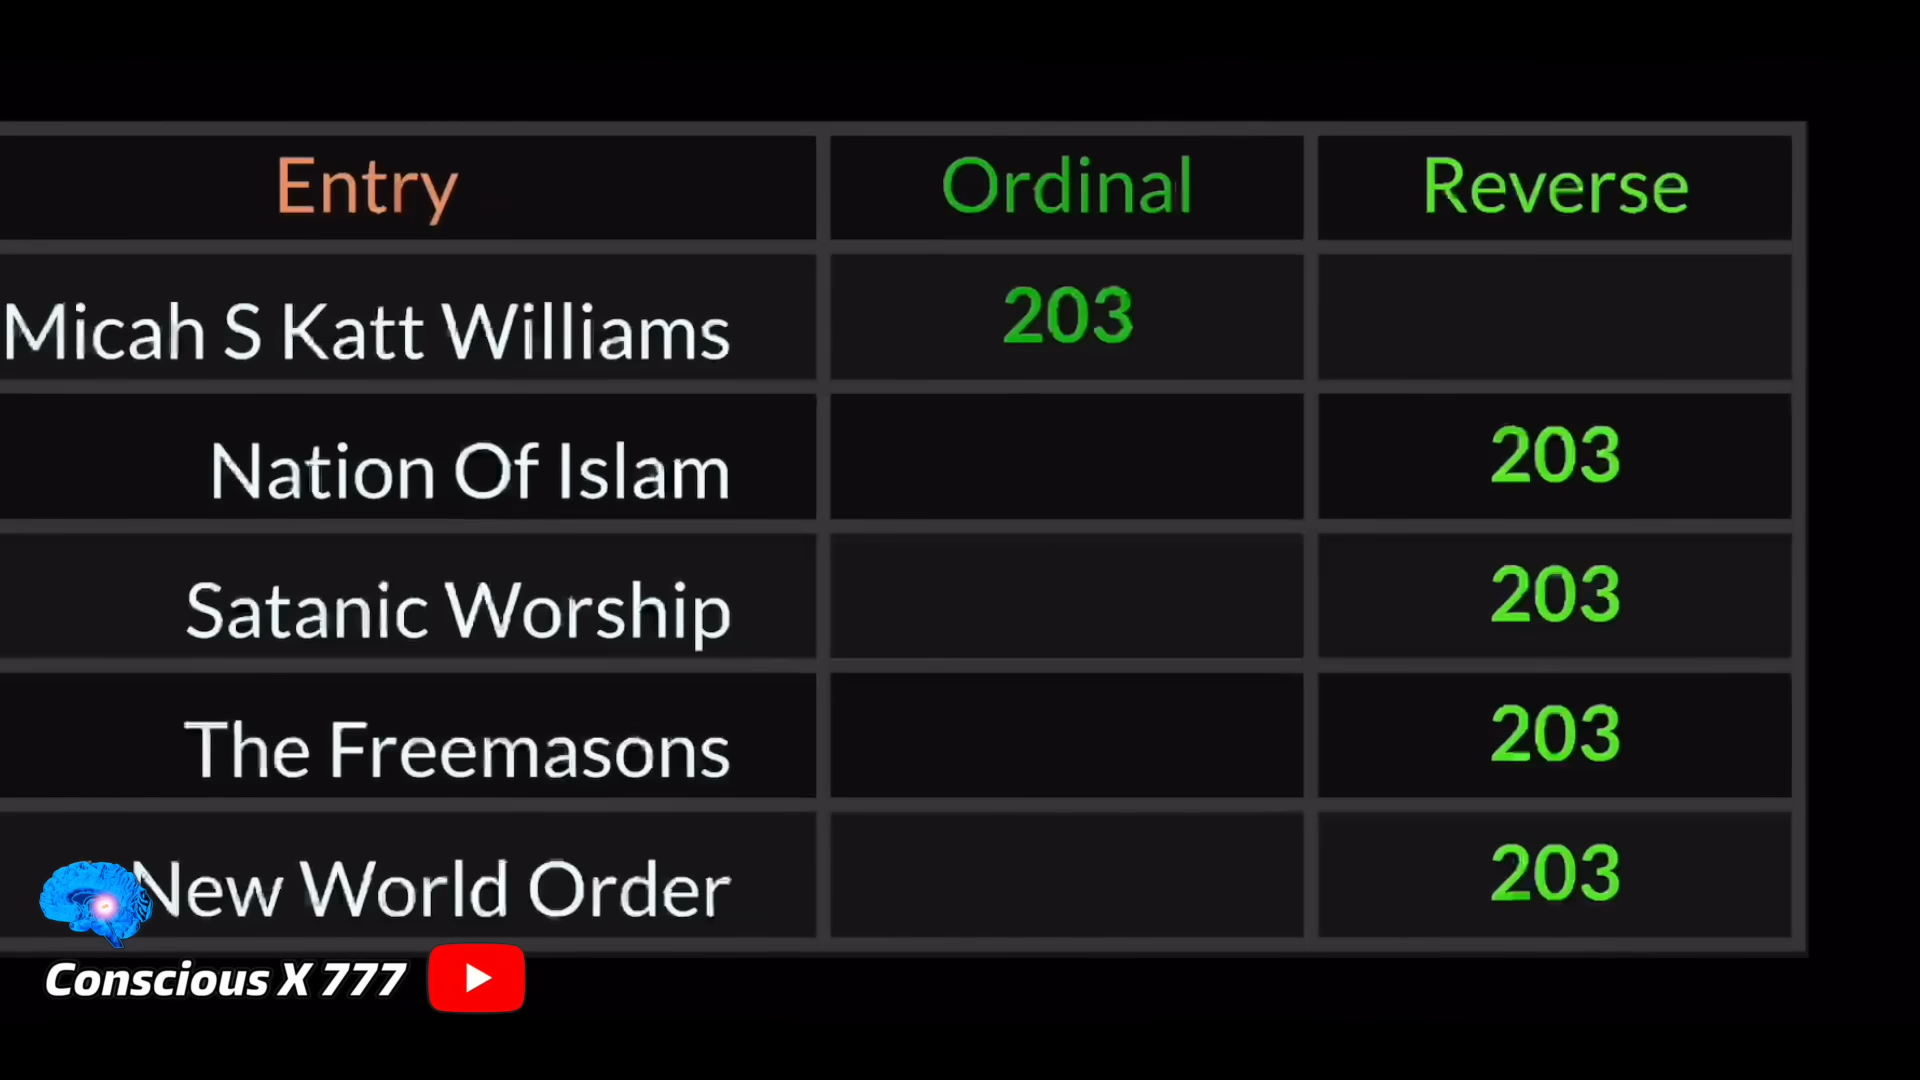 Entry Ordinal Reverse
Micah S Katt Williams 203
Nation Of Islam 203
Satanic Worship 203
The Freemasons 203
New World Order 203
Conscious X 777